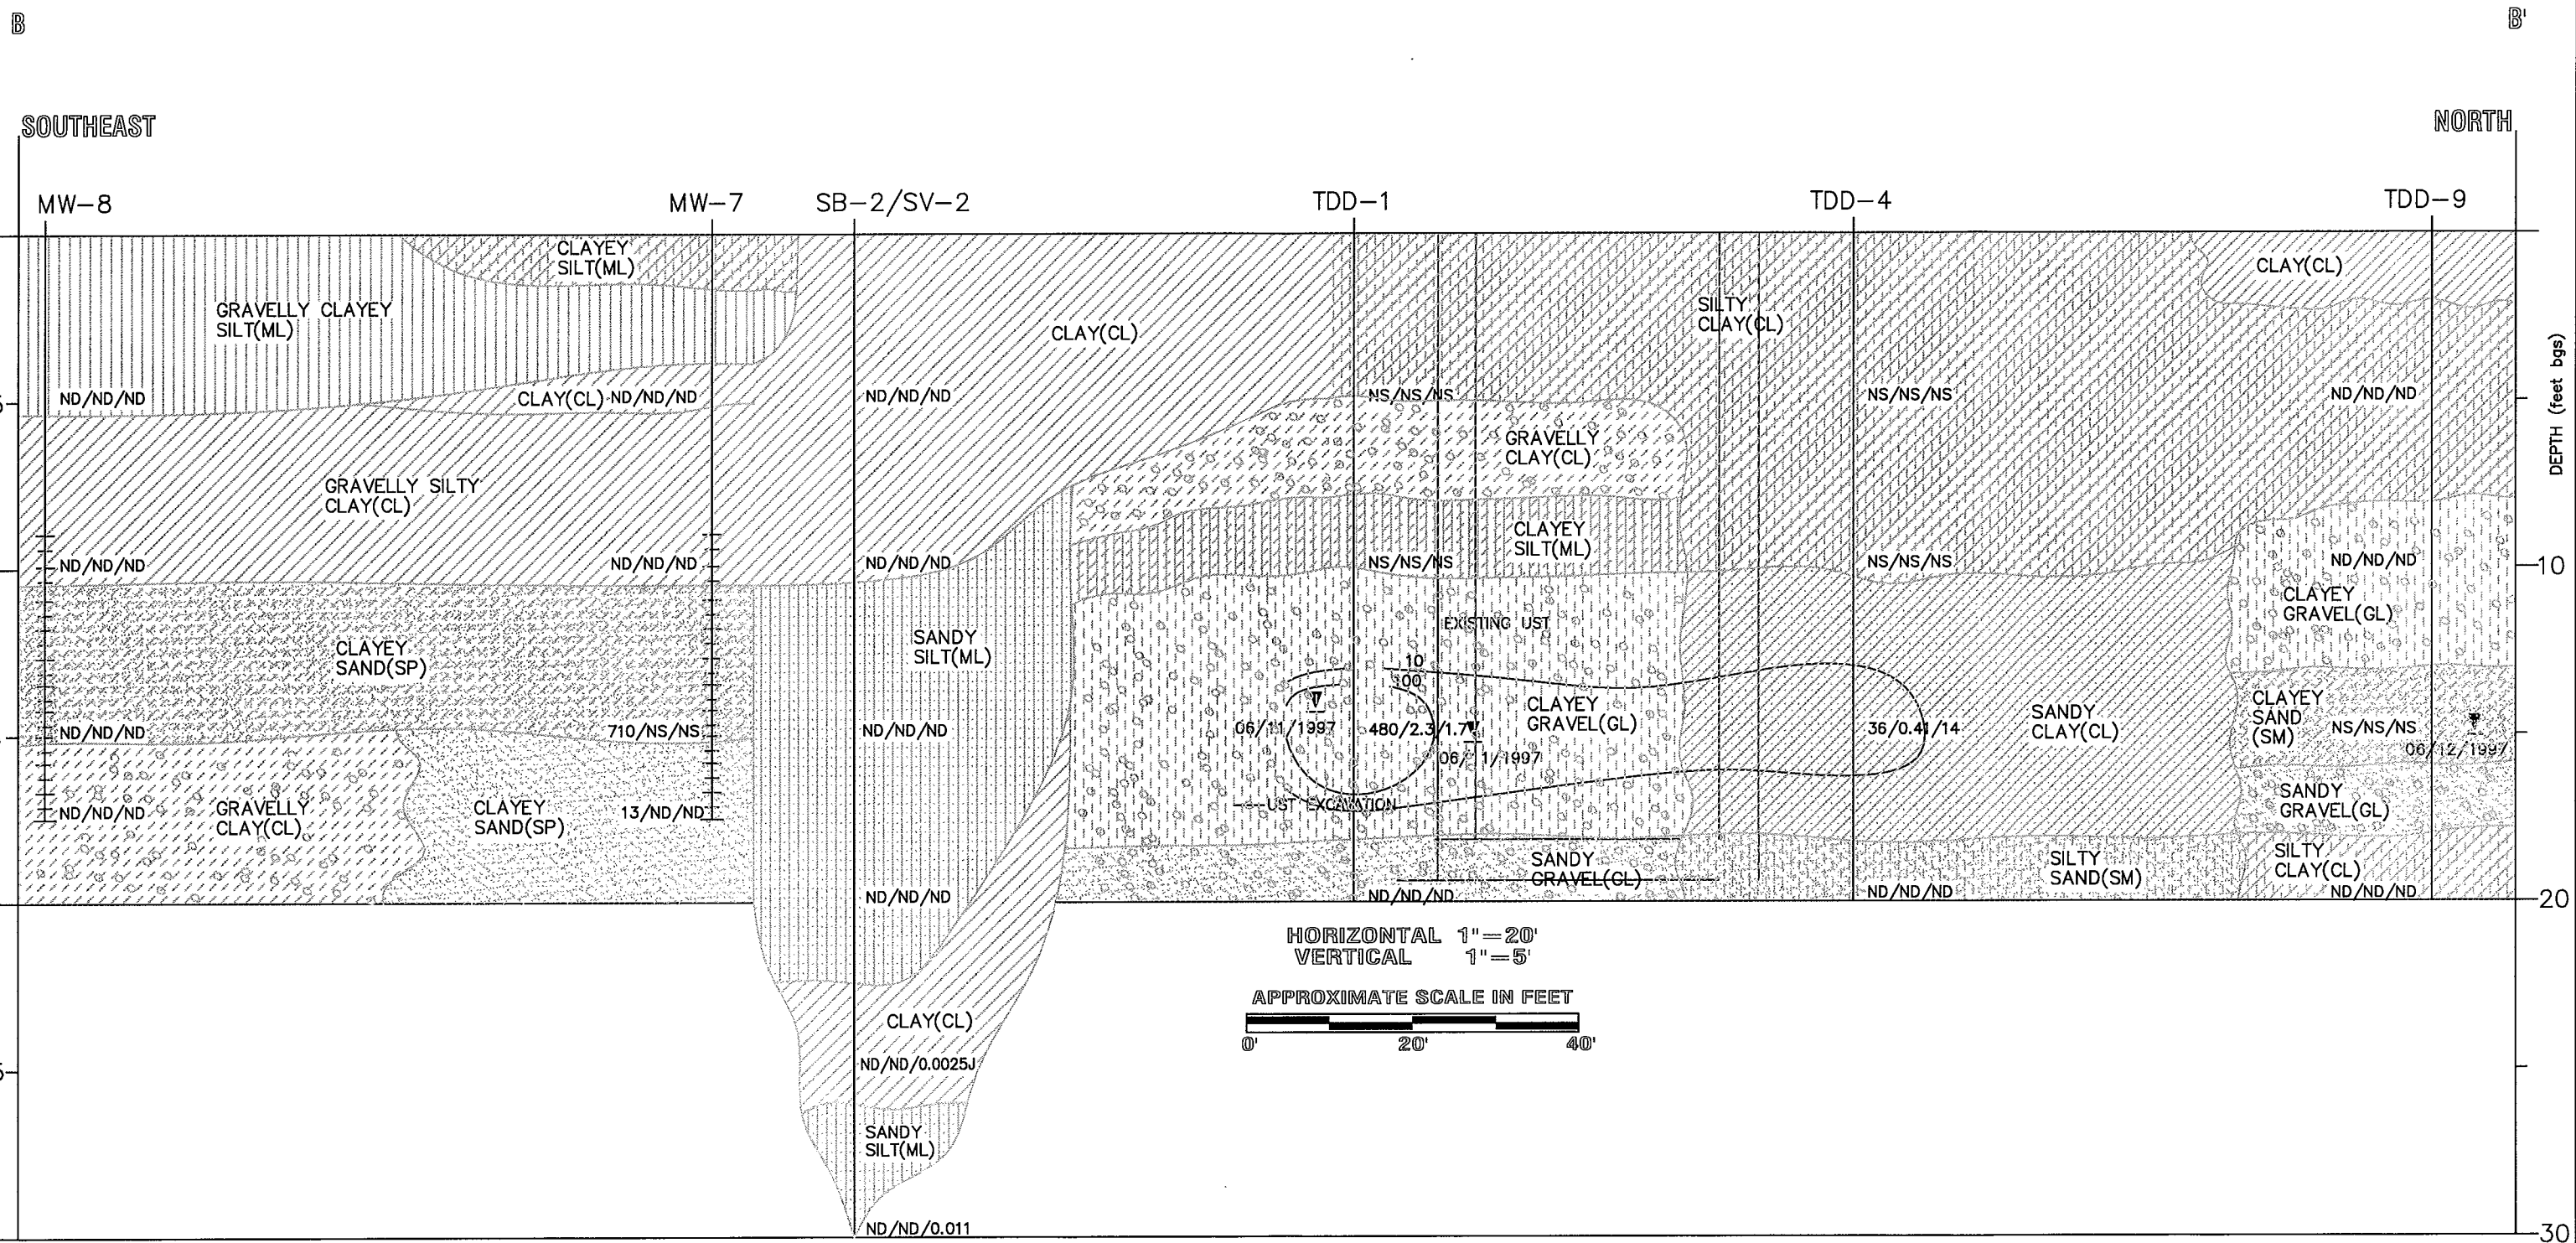 B
B'
SOUTHEAST
NORTH
MW-8
MW-7
SB-2/SV-2
TDD-1
TDD-4
TDD-9
CLAYEY
SILT(ML)
GRAVELLY CLAYEY
SILT(ML)
CLAY(CL)
SILTY
CLAY(CL)
CLAY(CL)
DEPTH (feet bgs)
ND/ND/ND
CLAY(CL)
ND/ND/ND
ND/ND/ND
NS/NS/NS
NS/NS/NS
ND/ND/ND
GRAVELLY
CLAY(CL)
GRAVELLY SILTY
CLAY(CL)
CLAYEY
SILT(ML)
ND/ND/ND
ND/ND/ND
ND/ND/ND
NS/NS/NS
NS/NS/NS
ND/ND/ND
10
CLAYEY
GRAVEL(GL)
EXISTING UST
CLAYEY
SAND(SP)
SANDY
SILT(ML)
10
100
CLAYEY
GRAVEL(GL)
SANDY
CLAY(CL)
CLAYEY
SAND
(SM)
ND/ND/ND
710/NS/NS
ND/ND/ND
06/11/1997
480/2.3/1.7
36/0.41/14
NS/NS/NS
06/12/1997
06/11/1997
UST EXCAVATION
GRAVELLY
CLAY(CL)
CLAYEY
SAND(SP)
ND/ND/ND
13/ND/ND
SANDY
GRAVEL(GL)
SANDY
GRAVEL(GL)
SILTY
SAND(SM)
SILTY
CLAY(CL)
ND/ND/ND
ND/ND/ND
ND/ND/ND
ND/ND/ND
20
HORIZONTAL 1"=20'
VERTICAL 1"=5'
APPROXIMATE SCALE IN FEET
0' 20' 40'
CLAY(CL)
ND/ND/0.0025J
SANDY
SILT(ML)
ND/ND/0.011
30